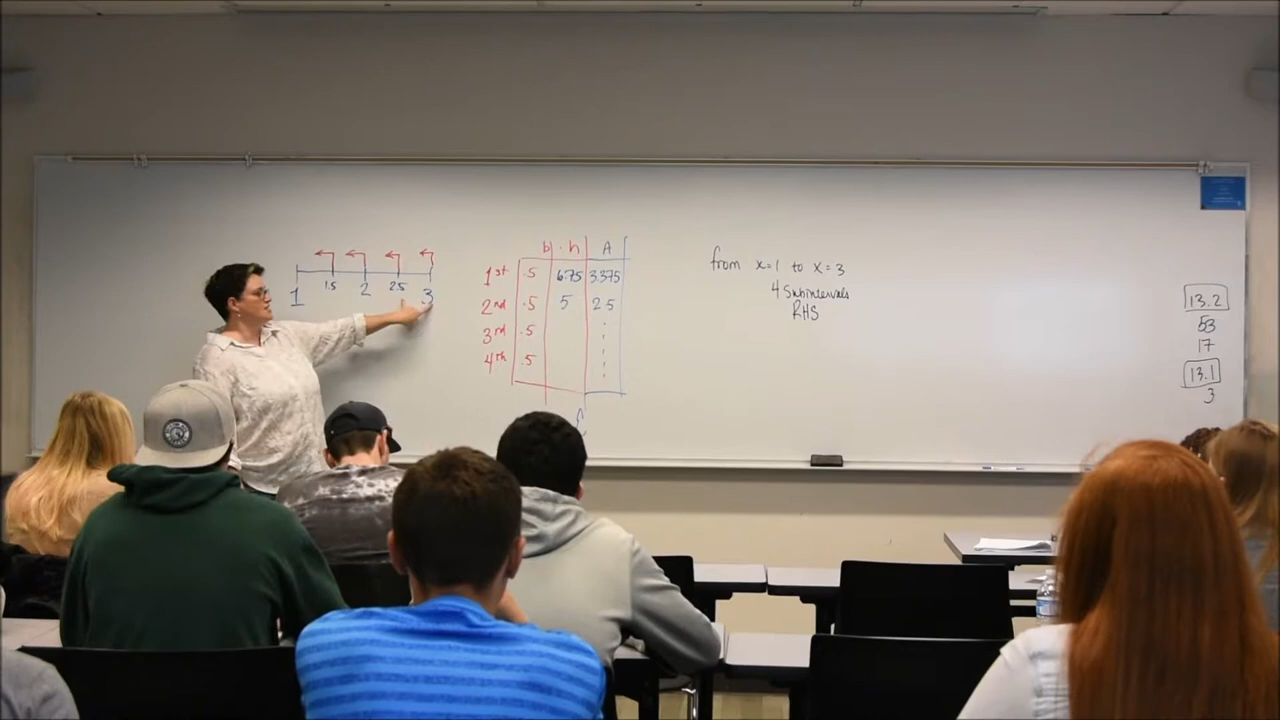 1 1.5 2 2.5 3
b · h A
1st .5 6.75 3.375
2nd .5 5 2.5
3rd .5
4th .5
from x=1 to x=3
4 Subintervals
RHS
13.2
53
17
13.1
3